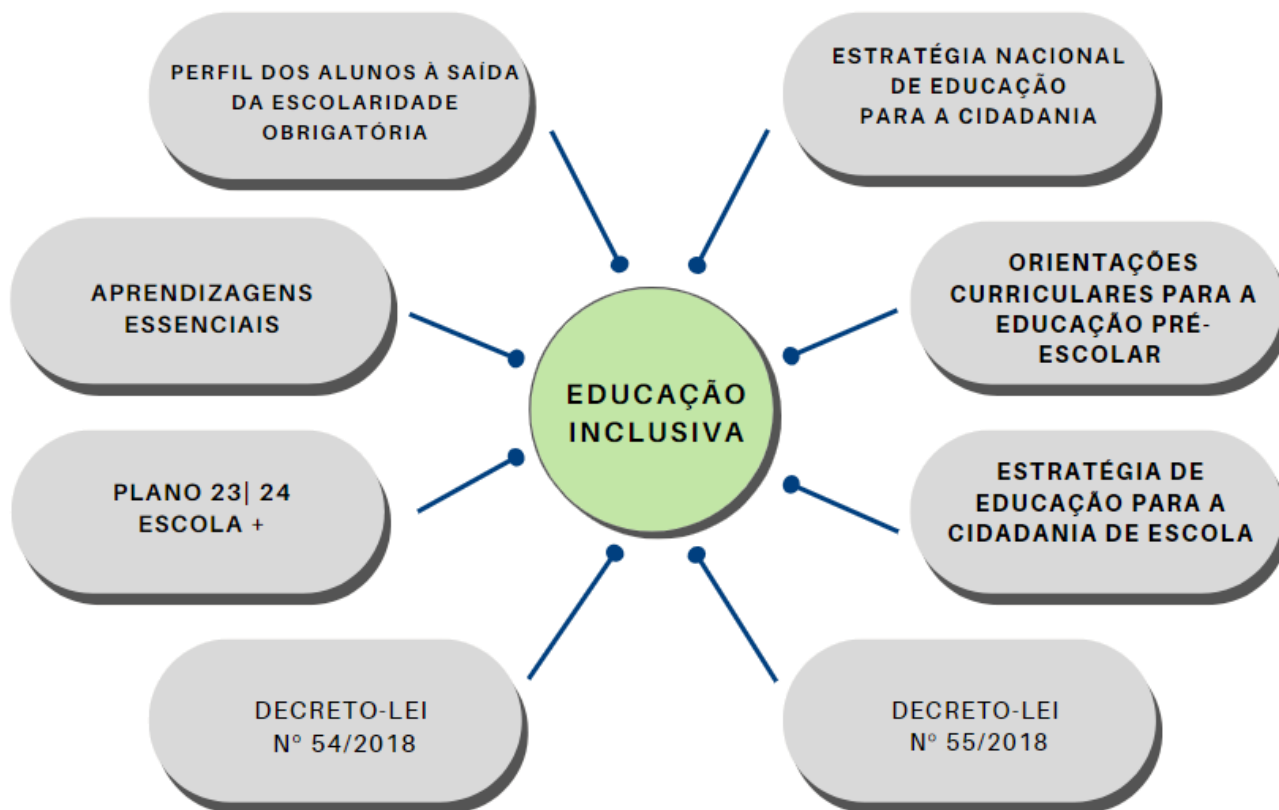 PERFIL DOS ALUNOS À SAÍDA
DA ESCOLARIDADE
OBRIGATÓRIA
ESTRATÉGIA NACIONAL
DE EDUCAÇÃO
PARA A CIDADANIA
APRENDIZAGENS
ESSENCIAIS
ORIENTAÇÕES
CURRICULARES PARA A
EDUCAÇÃO PRÉ-
ESCOLAR
EDUCAÇÃO
INCLUSIVA
PLANO 23| 24
ESCOLA +
ESTRATÉGIA DE
EDUCAÇÃO PARA A
CIDADANIA DE ESCOLA
DECRETO-LEI
Nº 54/2018
DECRETO-LEI
Nº 55/2018